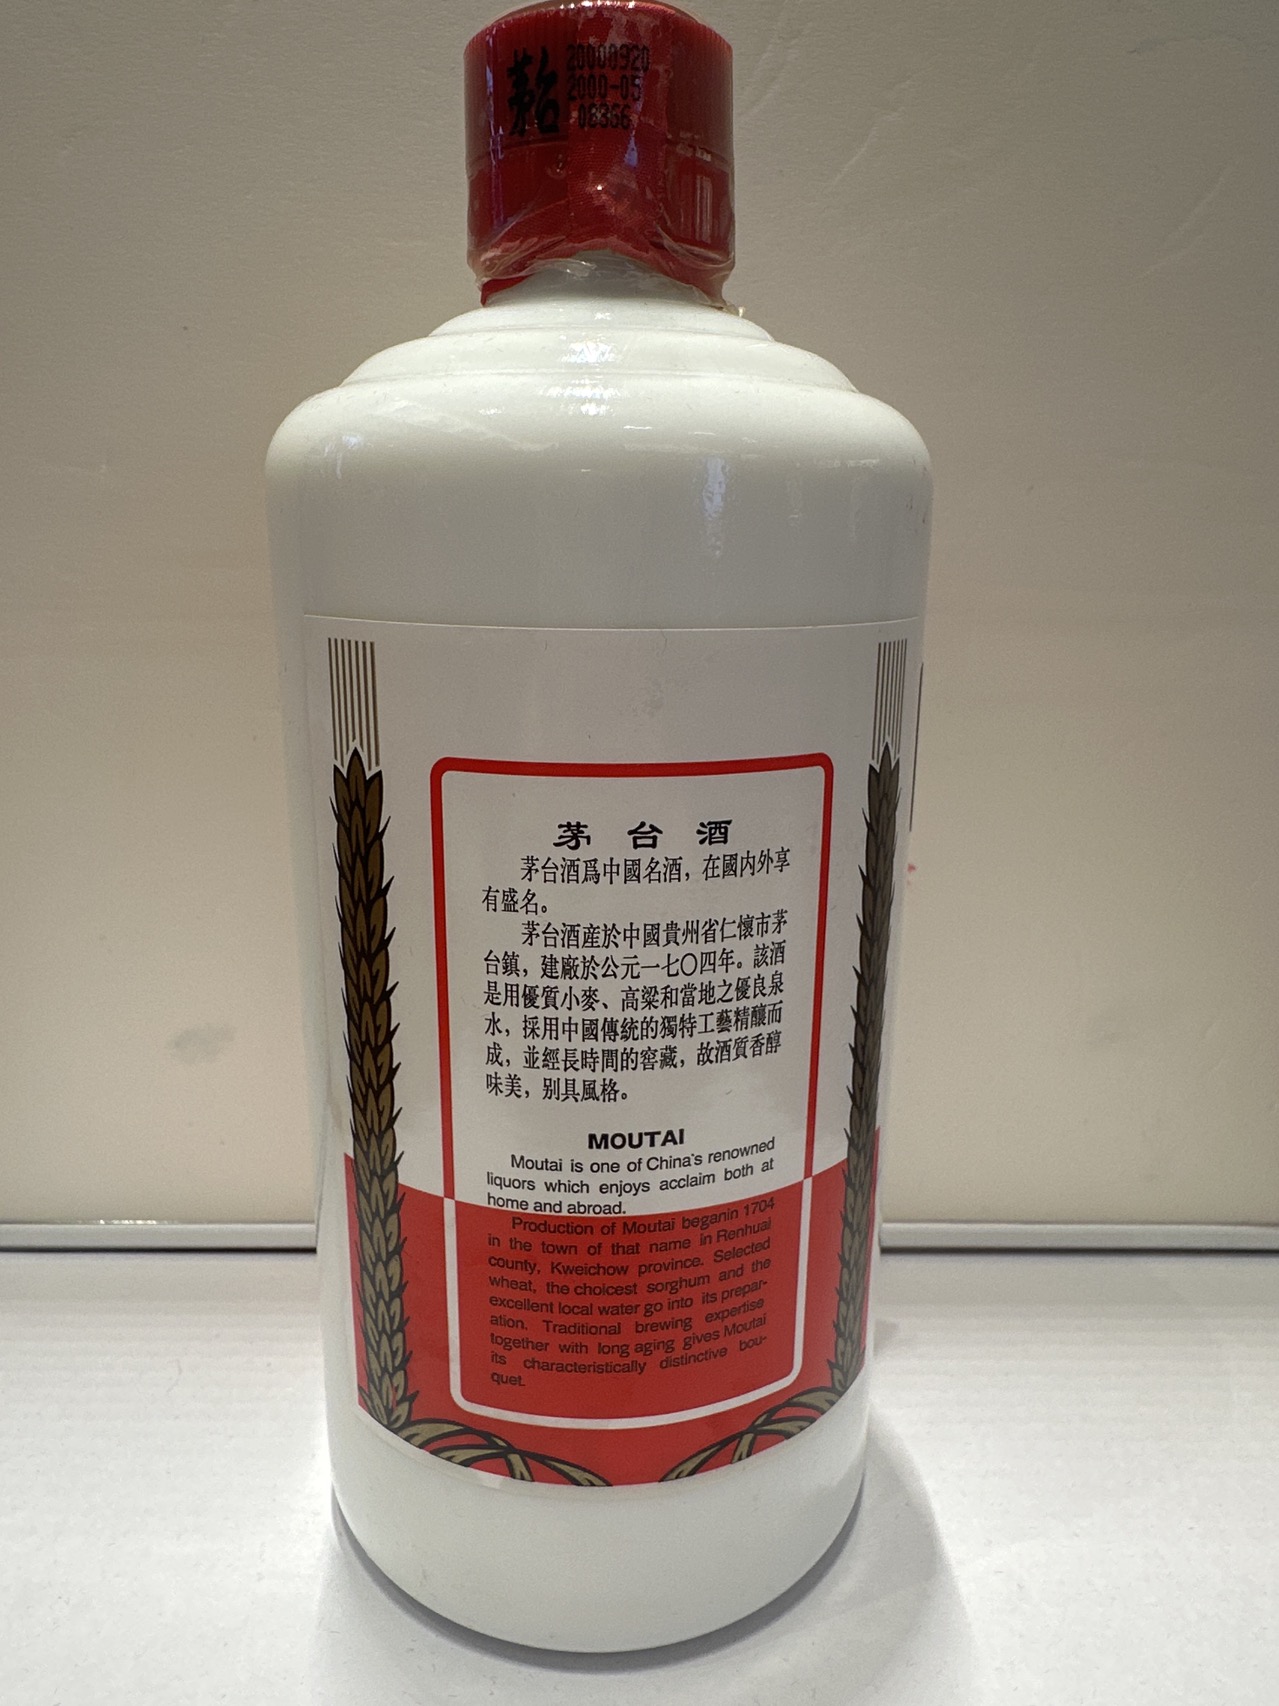 茅台
20000920
2000-05
08356
茅台酒
茅台酒爲中國名酒，在國内外享
有盛名。
茅台酒産於中國貴州省仁懷市茅
台鎮，建廠於公元一七〇四年。該酒
是用優質小麥、高粱和當地之優良泉
水，採用中國傳統的獨特工藝精釀而
成，並經長時間的窖藏，故酒質香醇
味美，别具風格。
MOUTAI
Moutai is one of China's renowned
liquors which enjoys acclaim both at
home and abroad.
Production of Moutai beganin 1704
in the town of that name in Renhuai
county, Kweichow province. Selected
wheat, the choicest sorghum and the
excellent local water go into its prepar-
ation. Traditional brewing expertise
together with long aging gives Moutai
its characteristically distinctive bou-
quet.